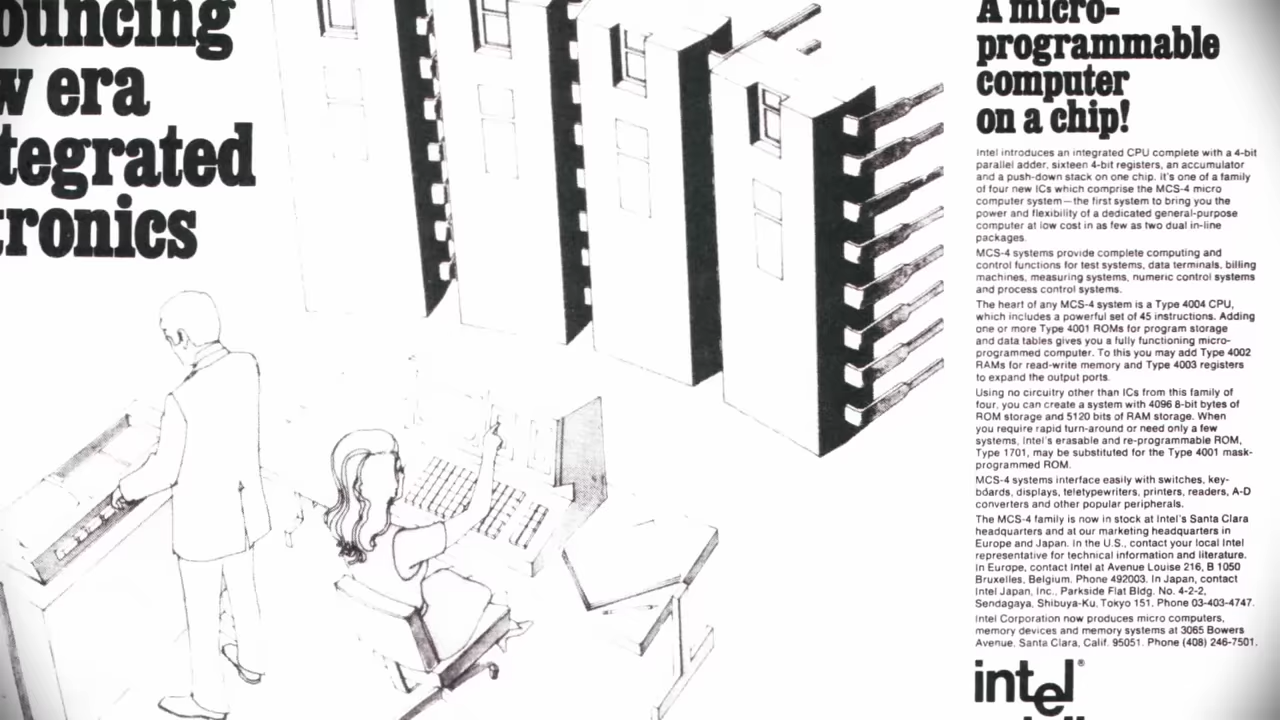 ouncing
w era
tegrated
tronics
A micro-
programmable
computer
on a chip!
Intel introduces an integrated CPU complete with a 4-bit
parallel adder, sixteen 4-bit registers, an accumulator
and a push-down stack on one chip. It's one of a family
of four new ICs which comprise the MCS-4 micro
computer system—the first system to bring you the
power and flexibility of a dedicated general-purpose
computer at low cost in as few as two dual in-line
packages.
MCS-4 systems provide complete computing and
control functions for test systems, data terminals, billing
machines, measuring systems, numeric control systems
and process control systems.
The heart of any MCS-4 system is a Type 4004 CPU,
which includes a powerful set of 45 instructions. Adding
one or more Type 4001 ROMs for program storage
and data tables gives you a fully functioning micro-
programmed computer. To this you may add Type 4002
RAMs for read-write memory and Type 4003 registers
to expand the output ports.
Using no circuitry other than ICs from this family of
four, you can create a system with 4096 8-bit bytes of
ROM storage and 5120 bits of RAM storage. When
you require rapid turn-around or need only a few
systems, Intel's erasable and re-programmable ROM,
Type 1701, may be substituted for the Type 4001 mask-
programmed ROM.
MCS-4 systems interface easily with switches, key-
boards, displays, teletypewriters, printers, readers, A-D
converters and other popular peripherals.
The MCS-4 family is now in stock at Intel's Santa Clara
headquarters and at our marketing headquarters in
Europe and Japan. In the U.S., contact your local Intel
representative for technical information and literature.
In Europe, contact Intel at Avenue Louise 216, B 1050
Bruxelles, Belgium. Phone 492003. In Japan, contact
Intel Japan, Inc., Parkside Flat Bldg. No. 4-2-2,
Sendagaya, Shibuya-Ku, Tokyo 151. Phone 03-403-4747.
Intel Corporation now produces micro computers,
memory devices and memory systems at 3065 Bowers
Avenue, Santa Clara, Calif. 95051. Phone (408) 246-7501.
intel®